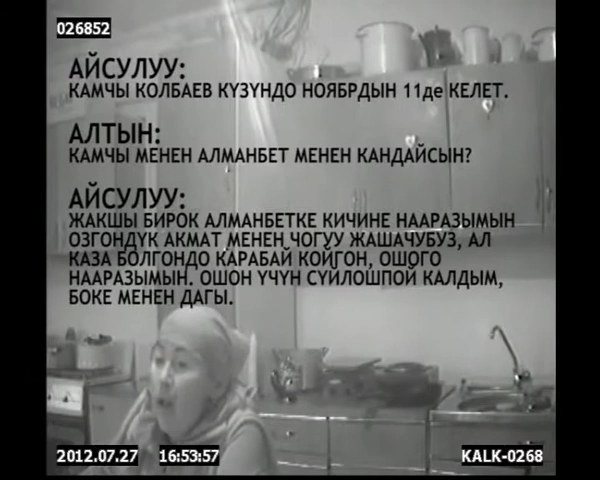 026852
АЙСУЛУУ:
КАМЧЫ КОЛБАЕВ КҮЗҮНДО НОЯБРДЫН 11де КЕЛЕТ.
АЛТЫН:
КАМЧЫ МЕНЕН АЛМАНБЕТ МЕНЕН КАНДАЙСЫН?
АЙСУЛУУ:
ЖАКШЫ БИРОК АЛМАНБЕТКЕ КИЧИНЕ НААРАЗЫМЫН
ОЗГОНДҮК АКМАТ МЕНЕН ЧОГУУ ЖАШАЧУБУЗ, АЛ
КАЗА БОЛГОНДО КАРАБАЙ КОЙГОН, ОШОГО
НААРАЗЫМЫН. ОШОН ҮЧҮН СҮЙЛОШПОЙ КАЛДЫМ,
БОКЕ МЕНЕН ДАГЫ.
2012.07.27 16:53:57 KALK-0268